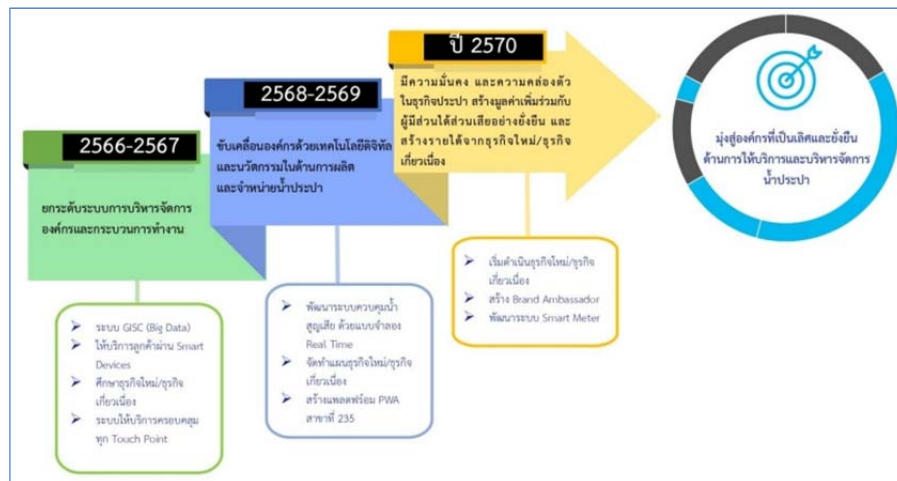 2566-2567
ยกระดับระบบการบริหารจัดการ
องค์กรและกระบวนการทำงาน
ระบบ GISC (Big Data)
ให้บริการลูกค้าผ่าน Smart
Devices
ศึกษาธุรกิจใหม่/ธุรกิจ
เกี่ยวเนื่อง
ระบบให้บริการครอบคลุม
ทุก Touch Point
2568-2569
ขับเคลื่อนองค์กรด้วยเทคโนโลยีดิจิทัล
และนวัตกรรมในด้านการผลิต
และจำหน่ายน้ำประปา
พัฒนาระบบควบคุมน้ำ
สูญเสีย ด้วยแบบจำลอง
Real Time
จัดทำแผนธุรกิจใหม่/ธุรกิจ
เกี่ยวเนื่อง
สร้างแพลตฟอร์ม PWA
สาขาที่ 235
ปี 2570
มีความมั่นคง และความคล่องตัว
ในธุรกิจประปา สร้างมูลค่าเพิ่มร่วมกับ
ผู้มีส่วนได้ส่วนเสียอย่างยั่งยืน และ
สร้างรายได้จากธุรกิจใหม่/ธุรกิจ
เกี่ยวเนื่อง
เริ่มดำเนินธุรกิจใหม่/ธุรกิจ
เกี่ยวเนื่อง
สร้าง Brand Ambassador
พัฒนาระบบ Smart Meter
มุ่งสู่องค์กรที่เป็นเลิศและยั่งยืน
ด้านการให้บริการและบริหารจัดการ
น้ำประปา